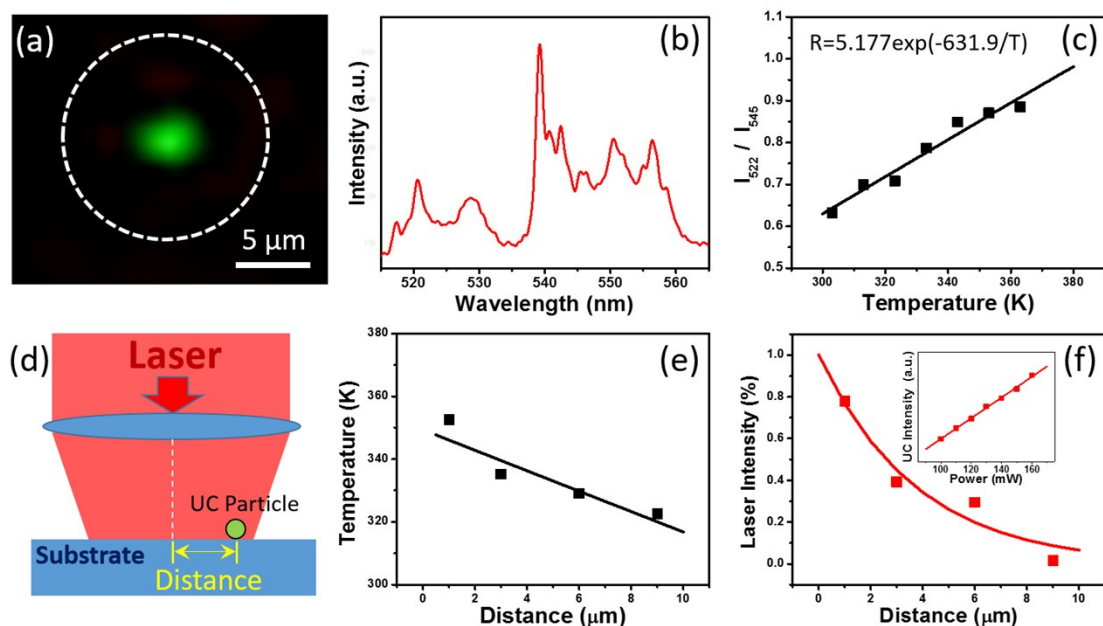 (a)
5 μm
(b)
Intensity (a.u.)
520 530 540 550 560
Wavelength (nm)
(c)
R=5.177exp(-631.9/T)
I522 / I545
1.0
0.9
0.8
0.7
0.6
0.5
300 320 340 360 380
Temperature (K)
(d)
Laser
UC Particle
Substrate
Distance
(e)
Temperature (K)
380
360
340
320
300
0 2 4 6 8 10
Distance (μm)
(f)
Laser Intensity (%)
1.0
0.8
0.6
0.4
0.2
0.0
0 2 4 6 8 10
Distance (μm)
UC Intensity (a.u.)
100 120 140 160
Power (mW)